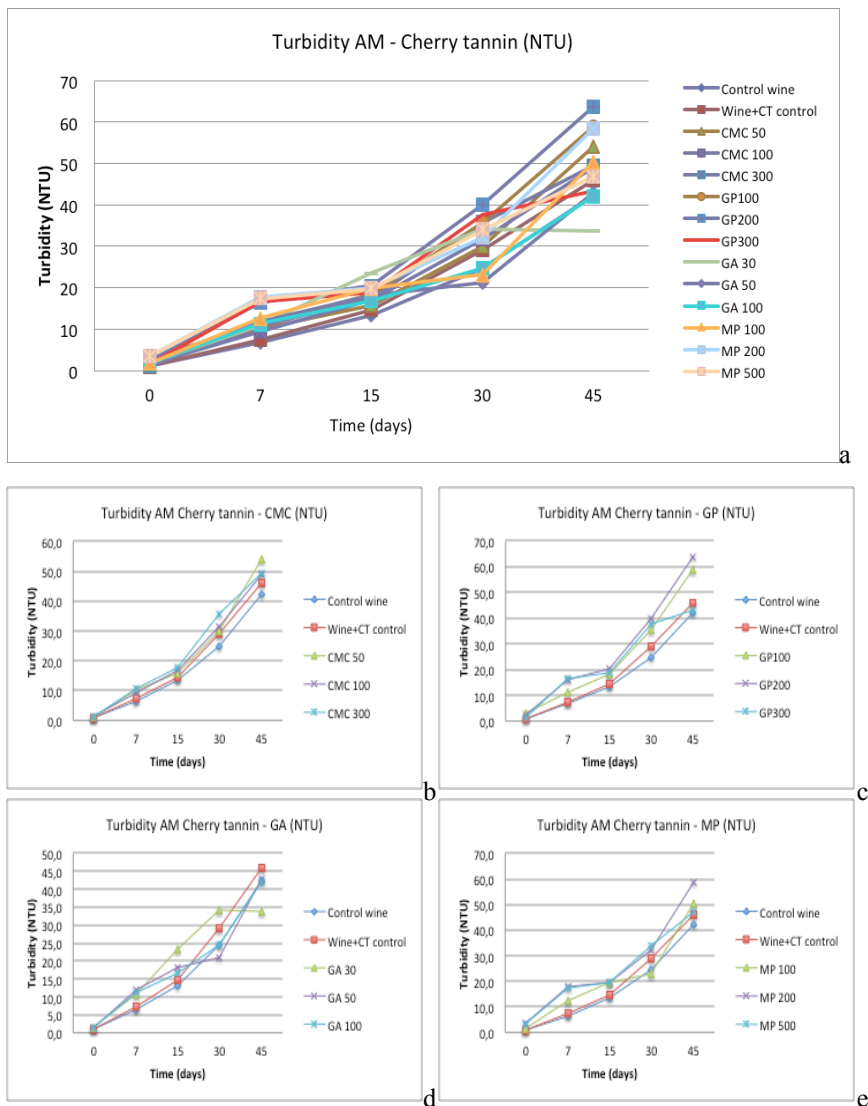 Turbidity AM - Cherry tannin (NTU)
Turbidity (NTU)
70
60
50
40
30
20
10
0
0 7 15 30 45
Time (days)
Control wine
Wine+CT control
CMC 50
CMC 100
CMC 300
GP100
GP200
GP300
GA 30
GA 50
GA 100
MP 100
MP 200
MP 500
a
Turbidity AM Cherry tannin - CMC (NTU)
Turbidity (NTU)
60,0
50,0
40,0
30,0
20,0
10,0
0,0
0 7 15 30 45
Time (days)
Control wine
Wine+CT control
CMC 50
CMC 100
CMC 300
b
Turbidity AM Cherry tannin - GP (NTU)
Turbidity (NTU)
70,0
60,0
50,0
40,0
30,0
20,0
10,0
0,0
0 7 15 30 45
Time (days)
Control wine
Wine+CT control
GP100
GP200
GP300
c
Turbidity AM Cherry tannin - GA (NTU)
Turbidity (NTU)
50,0
45,0
40,0
35,0
30,0
25,0
20,0
15,0
10,0
5,0
0,0
0 7 15 30 45
Time (days)
Control wine
Wine+CT control
GA 30
GA 50
GA 100
d
Turbidity AM Cherry tannin - MP (NTU)
Turbidity (NTU)
70,0
60,0
50,0
40,0
30,0
20,0
10,0
0,0
0 7 15 30 45
Time (days)
Control wine
Wine+CT control
MP 100
MP 200
MP 500
e